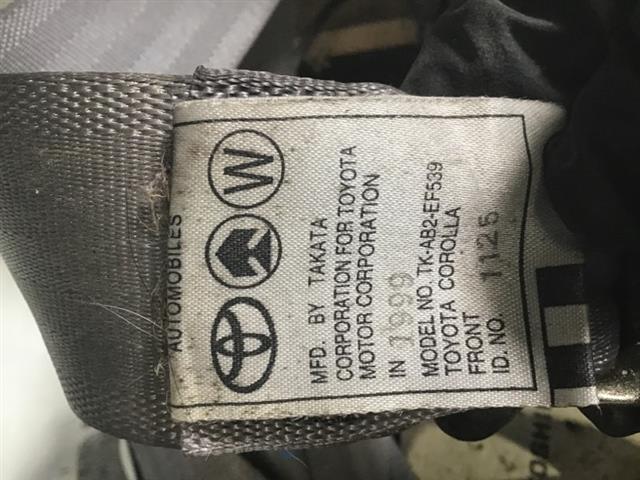 AUTOMOBILES
W
MFD. BY TAKATA
CORPORATION FOR TOYOTA
MOTOR CORPORATION
IN 1999
MODEL NO. TK-AB2-EF539
TOYOTA COROLLA
FRONT
ID. NO. 1125